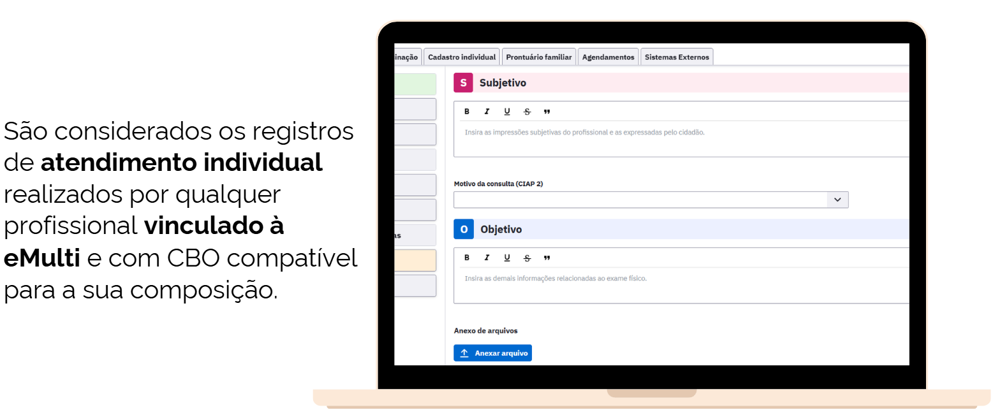 São considerados os registros
de atendimento individual
realizados por qualquer
profissional vinculado à
eMulti e com CBO compatível
para a sua composição.
inação Cadastro individual Prontuário familiar Agendamentos Sistemas Externos
S Subjetivo
B I U S "
Insira as impressões subjetivas do profissional e as expressadas pelo cidadão.
Motivo da consulta (CIAP 2)
O Objetivo
as
B I U S "
Insira as demais informações relacionadas ao exame físico.
Anexo de arquivos
Anexar arquivo